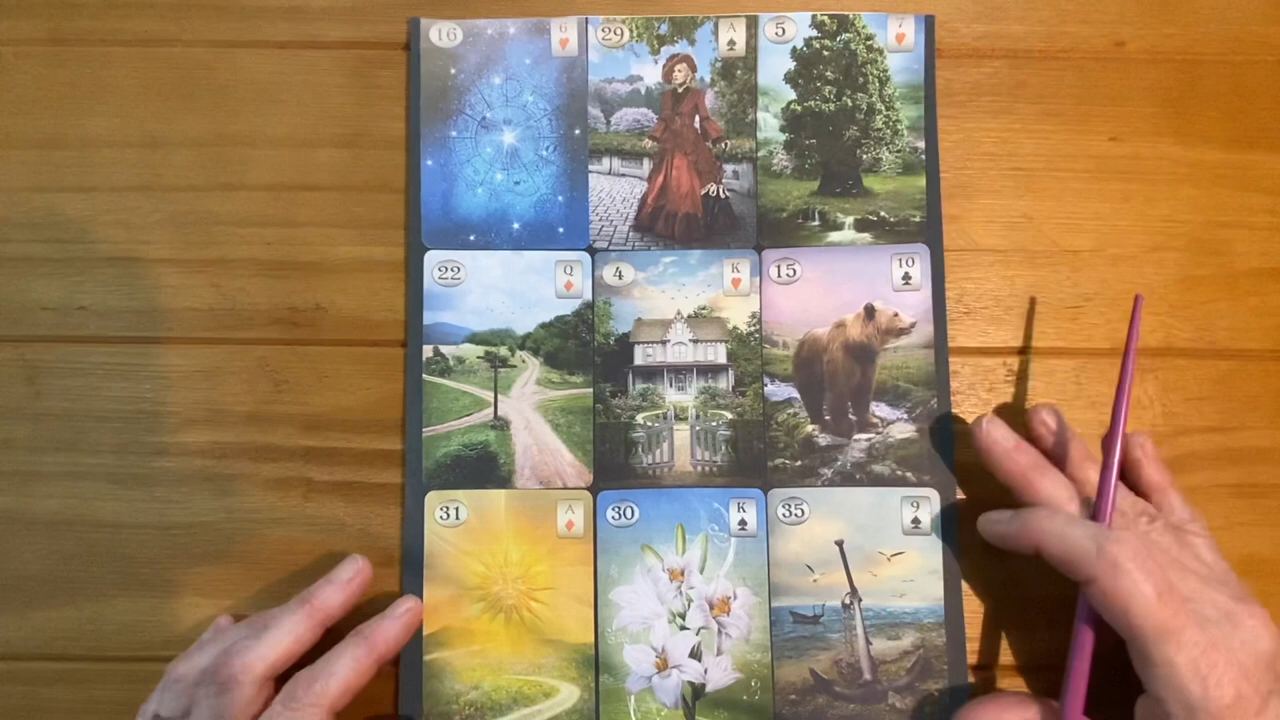 16 6♥ 29 A♠ 5 7♥
22 Q♦ 4 K♥ 15 10♣
31 A♦ 30 K♠ 35 9♠